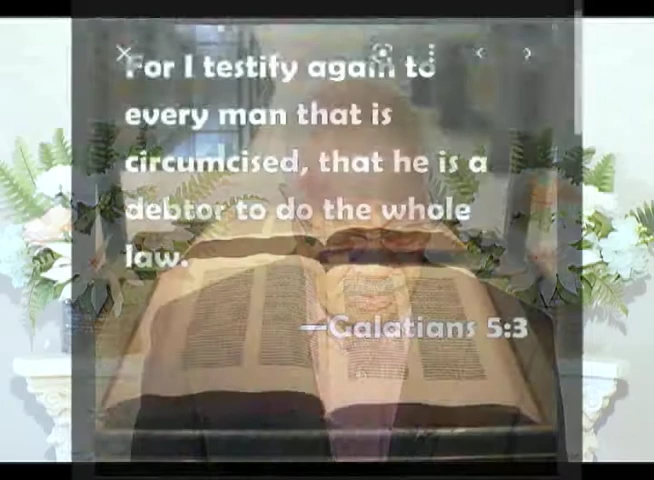 For I testify again to
every man that is
circumcised, that he is a
debtor to do the whole
law.
—Galatians 5:3